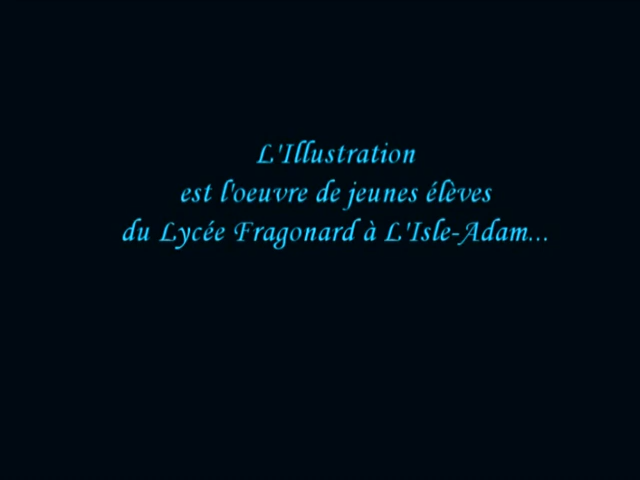 L'Illustration
est l'oeuvre de jeunes élèves
du Lycée Fragonard à L'Isle-Adam...